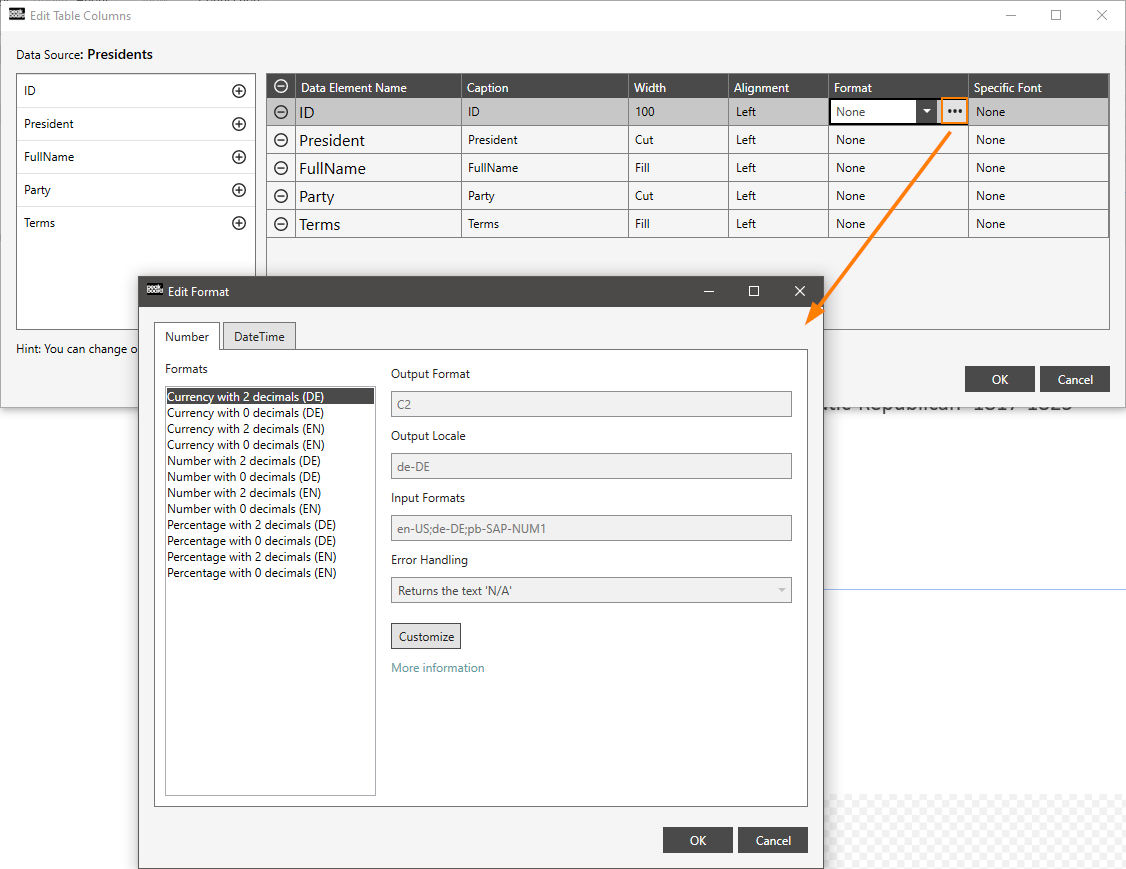 peak board Edit Table Columns
Data Source: Presidents
ID
President
FullName
Party
Terms
Data Element Name Caption Width Alignment Format Specific Font
ID ID 100 Left None ••• None
President President Cut Left None None
FullName FullName Fill Left None None
Party Party Cut Left None None
Terms Terms Fill Left None None
Hint: You can change o
OK Cancel
peak board Edit Format
Number DateTime
Formats
Currency with 2 decimals (DE)
Currency with 0 decimals (DE)
Currency with 2 decimals (EN)
Currency with 0 decimals (EN)
Number with 2 decimals (DE)
Number with 0 decimals (DE)
Number with 2 decimals (EN)
Number with 0 decimals (EN)
Percentage with 2 decimals (DE)
Percentage with 0 decimals (DE)
Percentage with 2 decimals (EN)
Percentage with 0 decimals (EN)
Output Format
C2
Output Locale
de-DE
Input Formats
en-US;de-DE;pb-SAP-NUM1
Error Handling
Returns the text 'N/A'
Customize
More information
OK Cancel